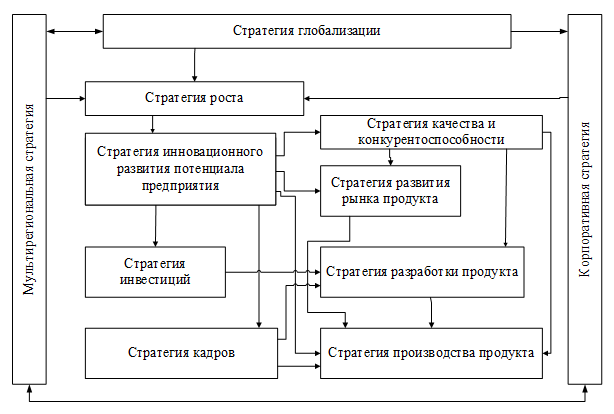 Стратегия глобализации
Мультирегиональная стратегия
Корпоративная стратегия
Стратегия роста
Стратегия инновационного
развития потенциала
предприятия
Стратегия качества и
конкурентоспособности
Стратегия развития
рынка продукта
Стратегия
инвестиций
Стратегия разработки продукта
Стратегия кадров
Стратегия производства продукта